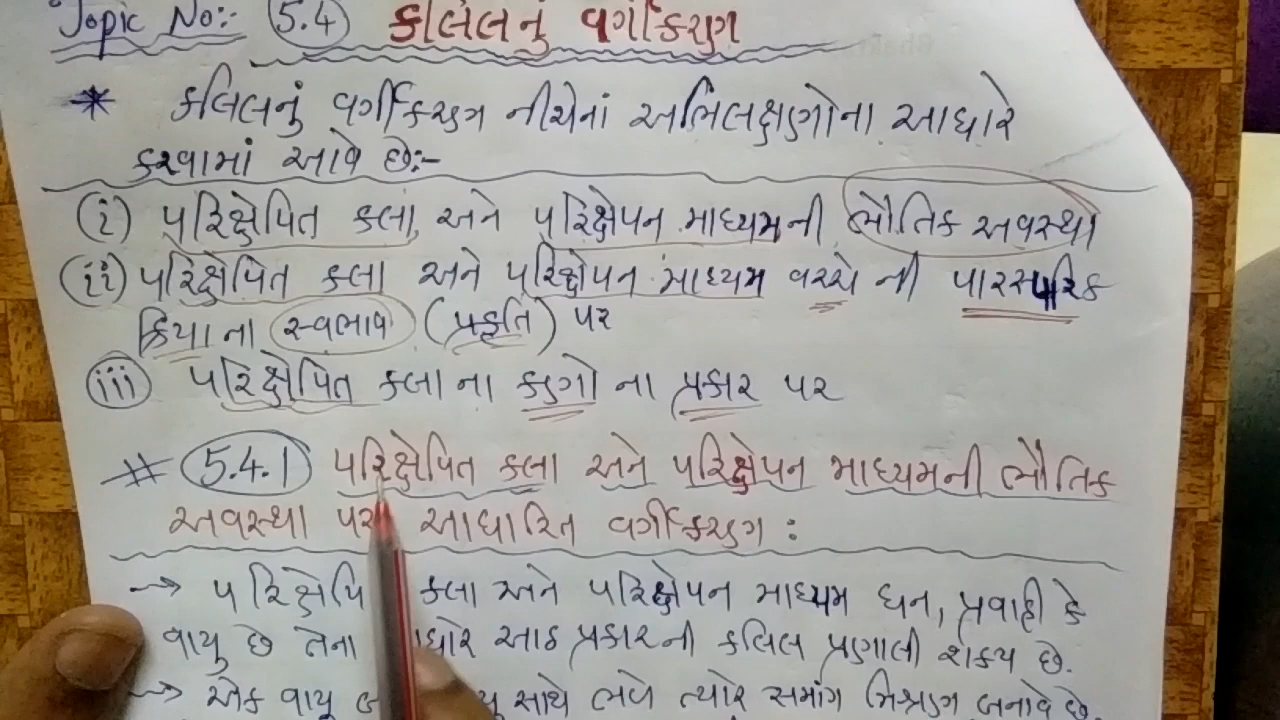 Topic No:- 5.4 કલિલનું વર્ગીકરણ
* કલિલનું વર્ગીકરણ નીચેનાં અભિલક્ષણોના આધારે
કરવામાં આવે છે:-
(i) પરિક્ષેપિત કલા અને પરિક્ષેપન માધ્યમની ભૌતિક અવસ્થા
(ii) પરિક્ષેપિત કલા અને પરિક્ષેપન માધ્યમ વચ્ચે ની પારસ્પરિક
ક્રિયા ના સ્વભાવ (પ્રકૃતિ) પર
(iii) પરિક્ષેપિત કલા ના કણો ના પ્રકાર પર
# 5.4.1 પરિક્ષેપિત કલા અને પરિક્ષેપન માધ્યમની ભૌતિક
અવસ્થા પર આધારિત વર્ગીકરણ :
→ પરિક્ષેપિ કલા અને પરિક્ષેપન માધ્યમ ઘન, પ્રવાહી કે
વાયુ છે તેના આઠ પ્રકારની કલિલ પ્રણાલી શક્ય છે.
→ એક વાયુ સાથે ભળે ત્યારે સમાંગ મિશ્રણ બનાવે છે.